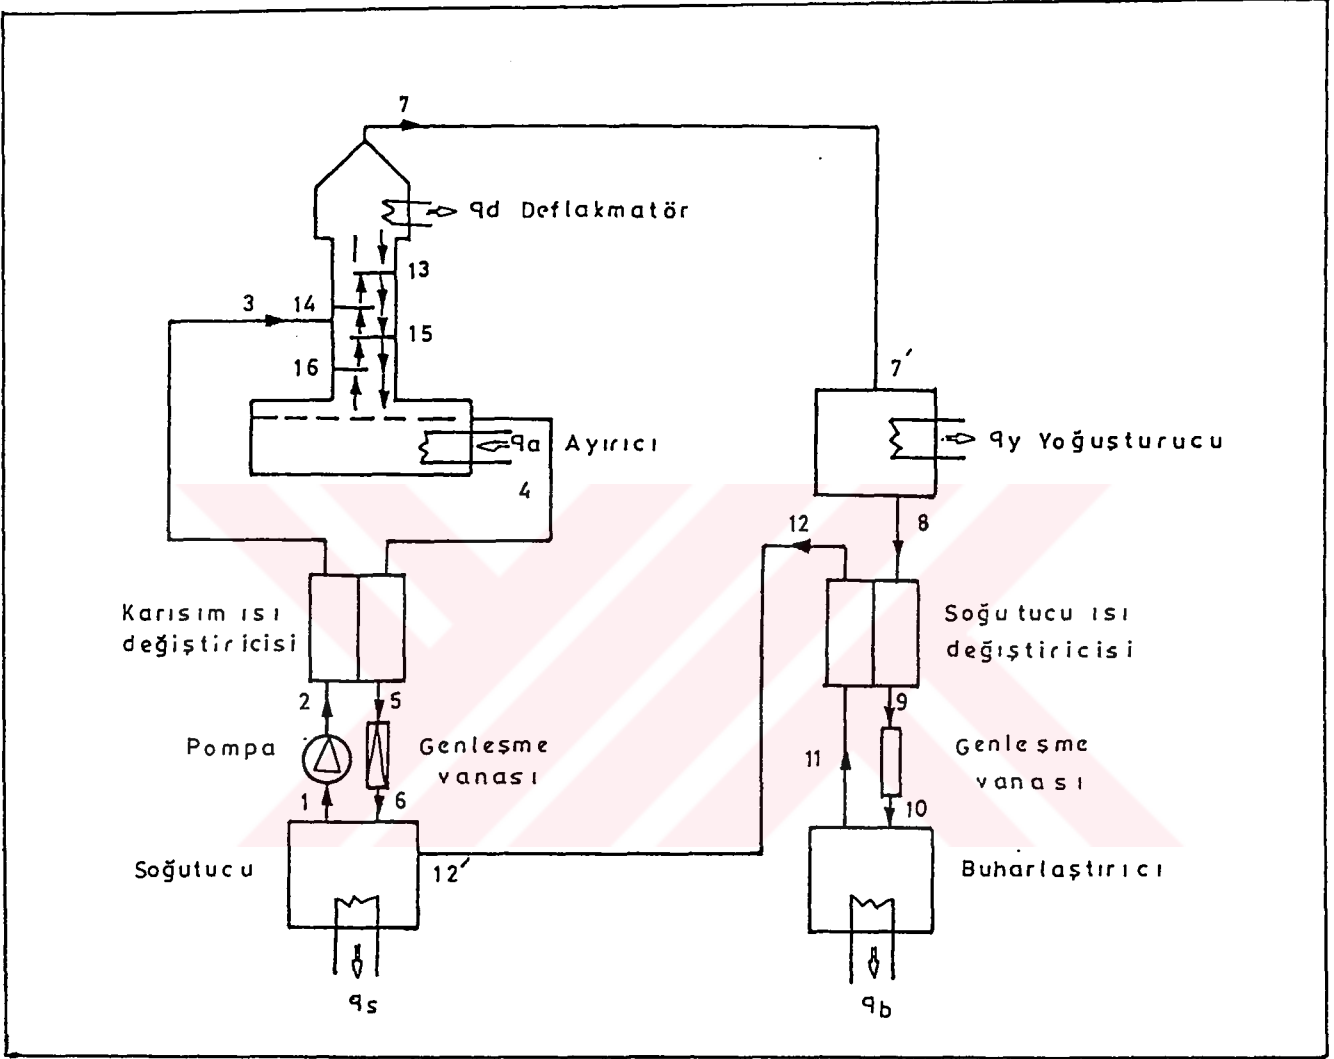 7
qd Deflakmatör
13
3
14
15
16
7′
qa Ayırıcı
qy Yoğuşturucu
4
12
8
Karısım ısı
değiştiricisi
Soğutucu ısı
değıştiricisi
2
5
9
Pompa
Genleşme
vanası
11
Genleşme
vanası
1
6
10
Soğutucu
12′
Buharlaştırıcı
qs
qb